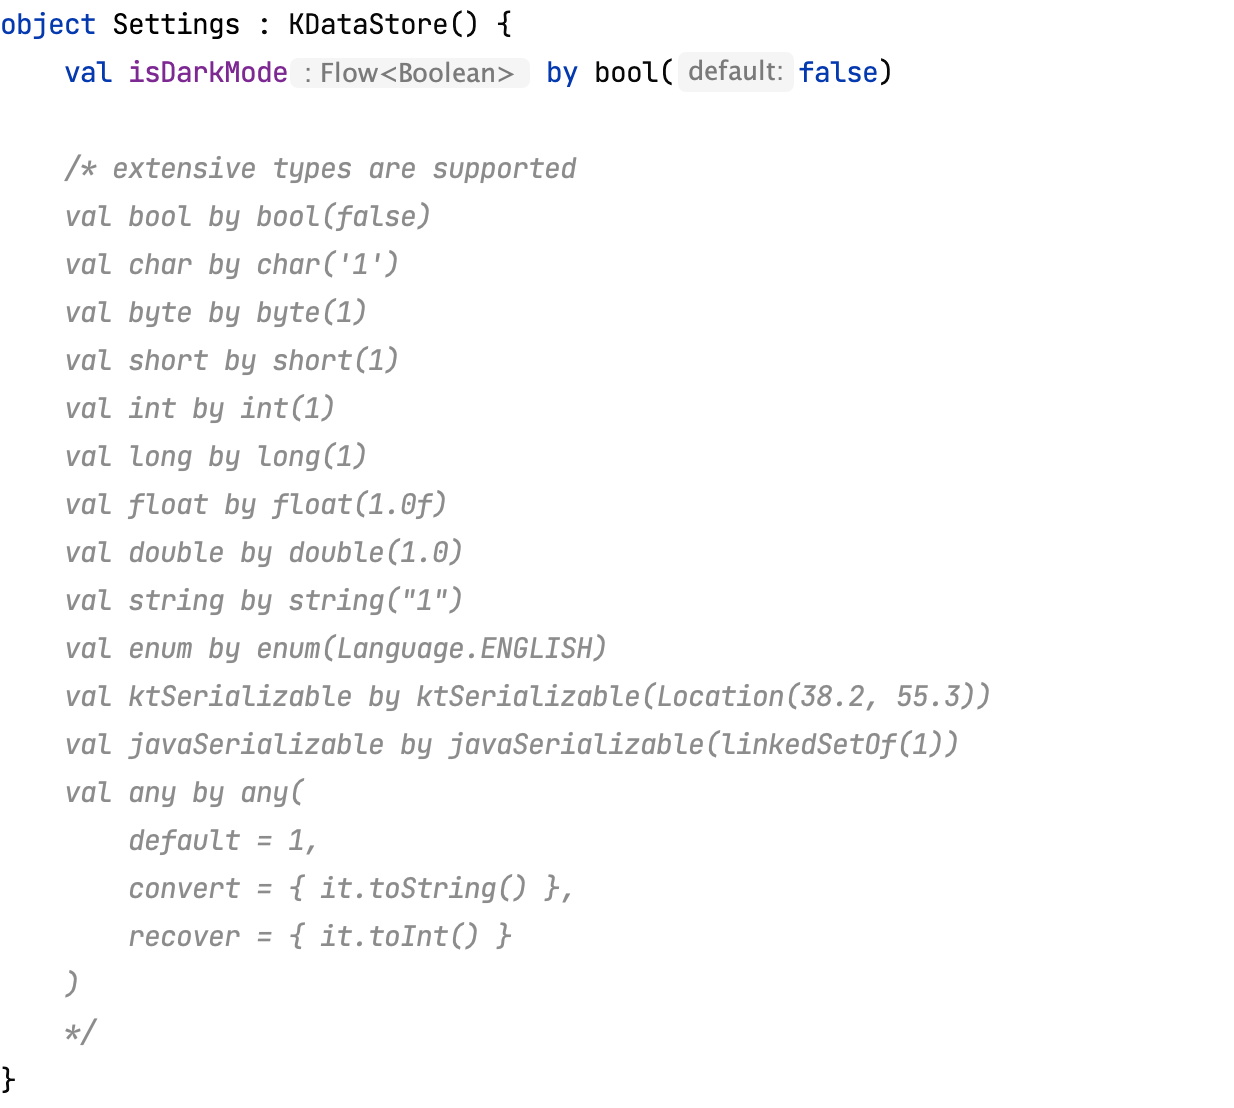 object Settings : KDataStore() {
    val isDarkMode : Flow<Boolean> by bool( default: false)

    /* extensive types are supported
    val bool by bool(false)
    val char by char('1')
    val byte by byte(1)
    val short by short(1)
    val int by int(1)
    val long by long(1)
    val float by float(1.0f)
    val double by double(1.0)
    val string by string("1")
    val enum by enum(Language.ENGLISH)
    val ktSerializable by ktSerializable(Location(38.2, 55.3))
    val javaSerializable by javaSerializable(linkedSetOf(1))
    val any by any(
        default = 1,
        convert = { it.toString() },
        recover = { it.toInt() }
    )
    */
}